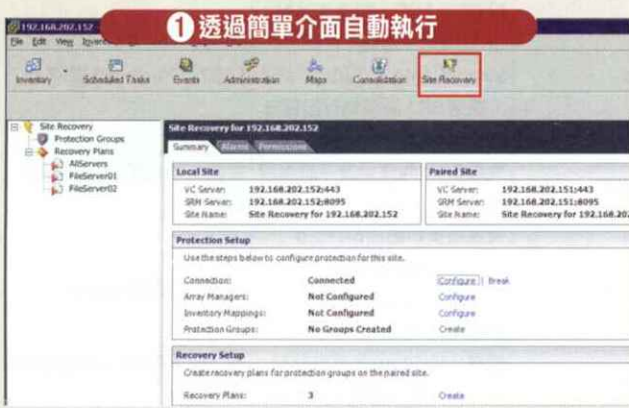 192.168.202.152
❶透過簡單介面自動執行
File Edit View
Inventory Scheduled Tasks Events Administration Maps Consolidation Site Recovery
Site Recovery
Protection Groups
Recovery Plans
AllServers
FileServer01
FileServer02
Site Recovery for 192.168.202.152
Summary Alarms Permissions
Local Site
VC Server: 192.168.202.152:443
SRM Server: 192.168.202.152:8095
Site Name: Site Recovery for 192.168.202.152
Paired Site
VC Server: 192.168.202.151:443
SRM Server: 192.168.202.151:8095
Site Name: Site Recovery for 192.168.202
Protection Setup
Use the steps below to configure protection for this site.
Connection: Connected Configure | Break
Array Managers: Not Configured Configure
Inventory Mappings: Not Configured Configure
Protection Groups: No Groups Created Create
Recovery Setup
Create recovery plans for protection groups on the paired site.
Recovery Plans: 3 Create